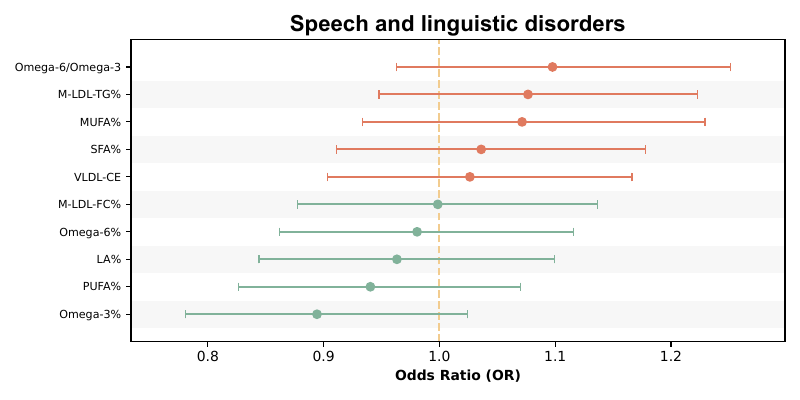 Speech and linguistic disorders
Omega-6/Omega-3
M-LDL-TG%
MUFA%
SFA%
VLDL-CE
M-LDL-FC%
Omega-6%
LA%
PUFA%
Omega-3%
0.8 0.9 1.0 1.1 1.2
Odds Ratio (OR)